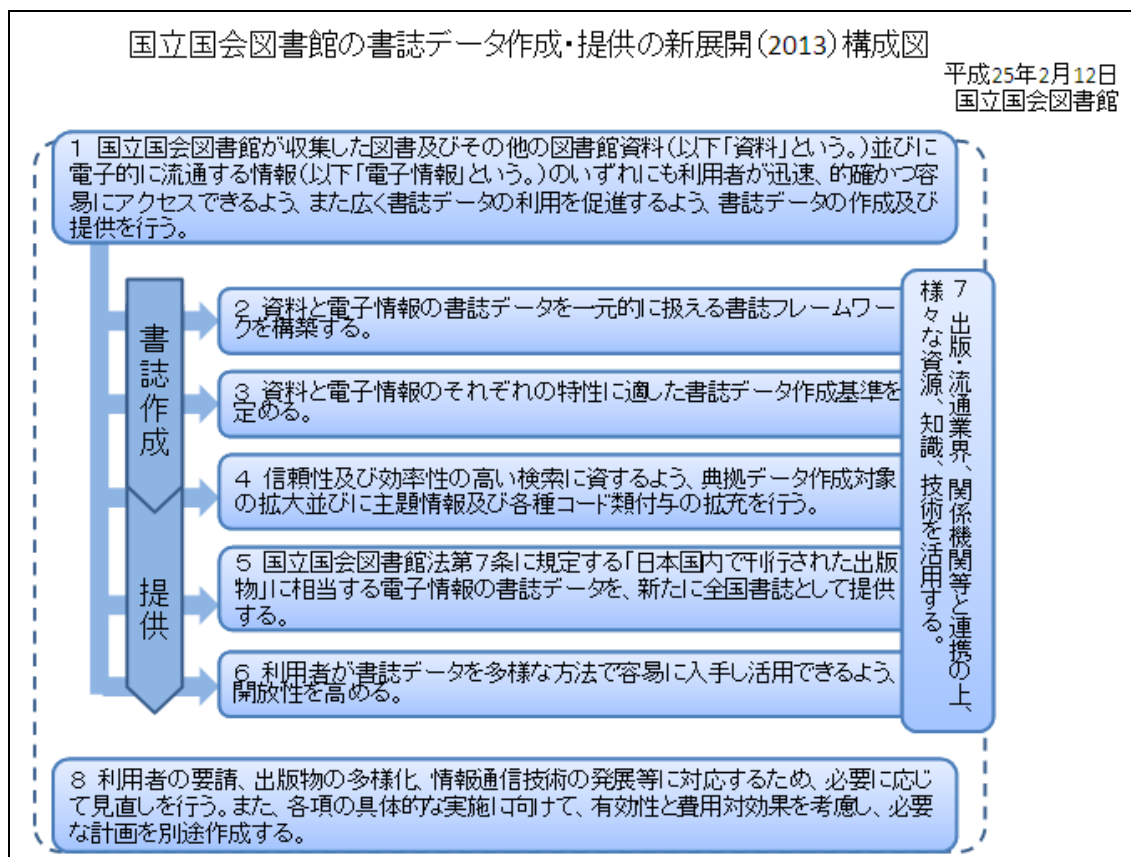 国立国会図書館の書誌データ作成・提供の新展開(2013)構成図
平成25年2月12日
国立国会図書館
1 国立国会図書館が収集した図書及びその他の図書館資料(以下「資料」という。)並びに
電子的に流通する情報(以下「電子情報」という。)のいずれにも利用者が迅速、的確かつ容
易にアクセスできるよう、また広く書誌データの利用を促進するよう、書誌データの作成及び
提供を行う。
書誌作成
提供
2 資料と電子情報の書誌データを一元的に扱える書誌フレームワー
クを構築する。
3 資料と電子情報のそれぞれの特性に適した書誌データ作成基準を
定める。
4 信頼性及び効率性の高い検索に資するよう、典拠データ作成対象
の拡大並びに主題情報及び各種コード類付与の拡充を行う。
5 国立国会図書館法第7条に規定する「日本国内で刊行された出版
物」に相当する電子情報の書誌データを、新たに全国書誌として提供
する。
6 利用者が書誌データを多様な方法で容易に入手し活用できるよう、
開放性を高める。
7 出版・流通業界、関係機関等と連携の上、
様々な資源、知識、技術を活用する。
8 利用者の要請、出版物の多様化、情報通信技術の発展等に対応するため、必要に応じ
て見直しを行う。また、各項の具体的な実施に向けて、有効性と費用対効果を考慮し、必要
な計画を別途作成する。